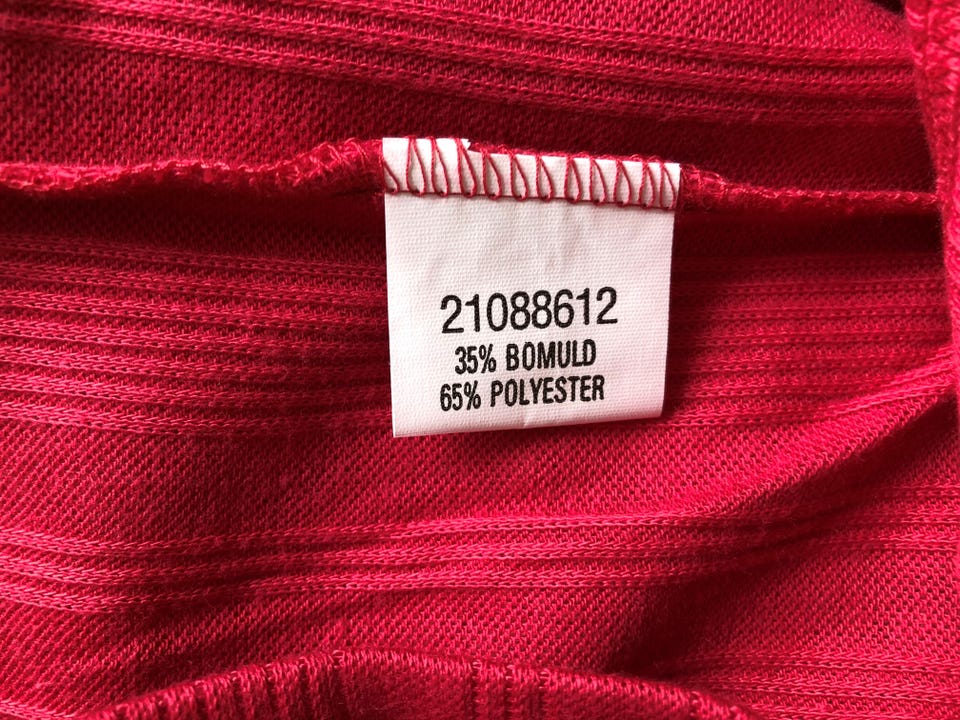 21088612
35% BOMULD
65% POLYESTER